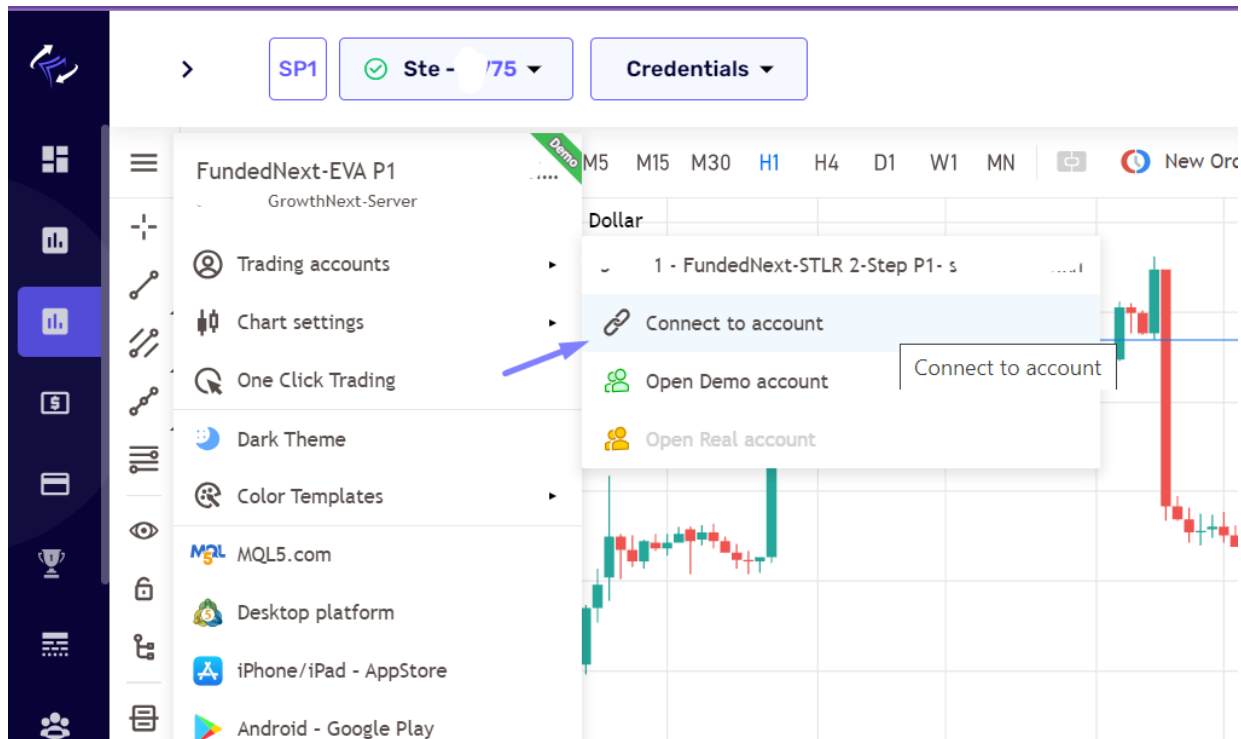 SP1 Ste - 75 Credentials
Demo
FundedNext-EVA P1
GrowthNext-Server
M5 M15 M30 H1 H4 D1 W1 MN New
Dollar
Trading accounts
1 - FundedNext-STLR 2-Step P1-
Chart settings
Connect to account
Connect to account
One Click Trading
Open Demo account
Dark Theme
Open Real account
Color Templates
MQL5 MQL5.com
Desktop platform
iPhone/iPad - AppStore
Android - Google Play